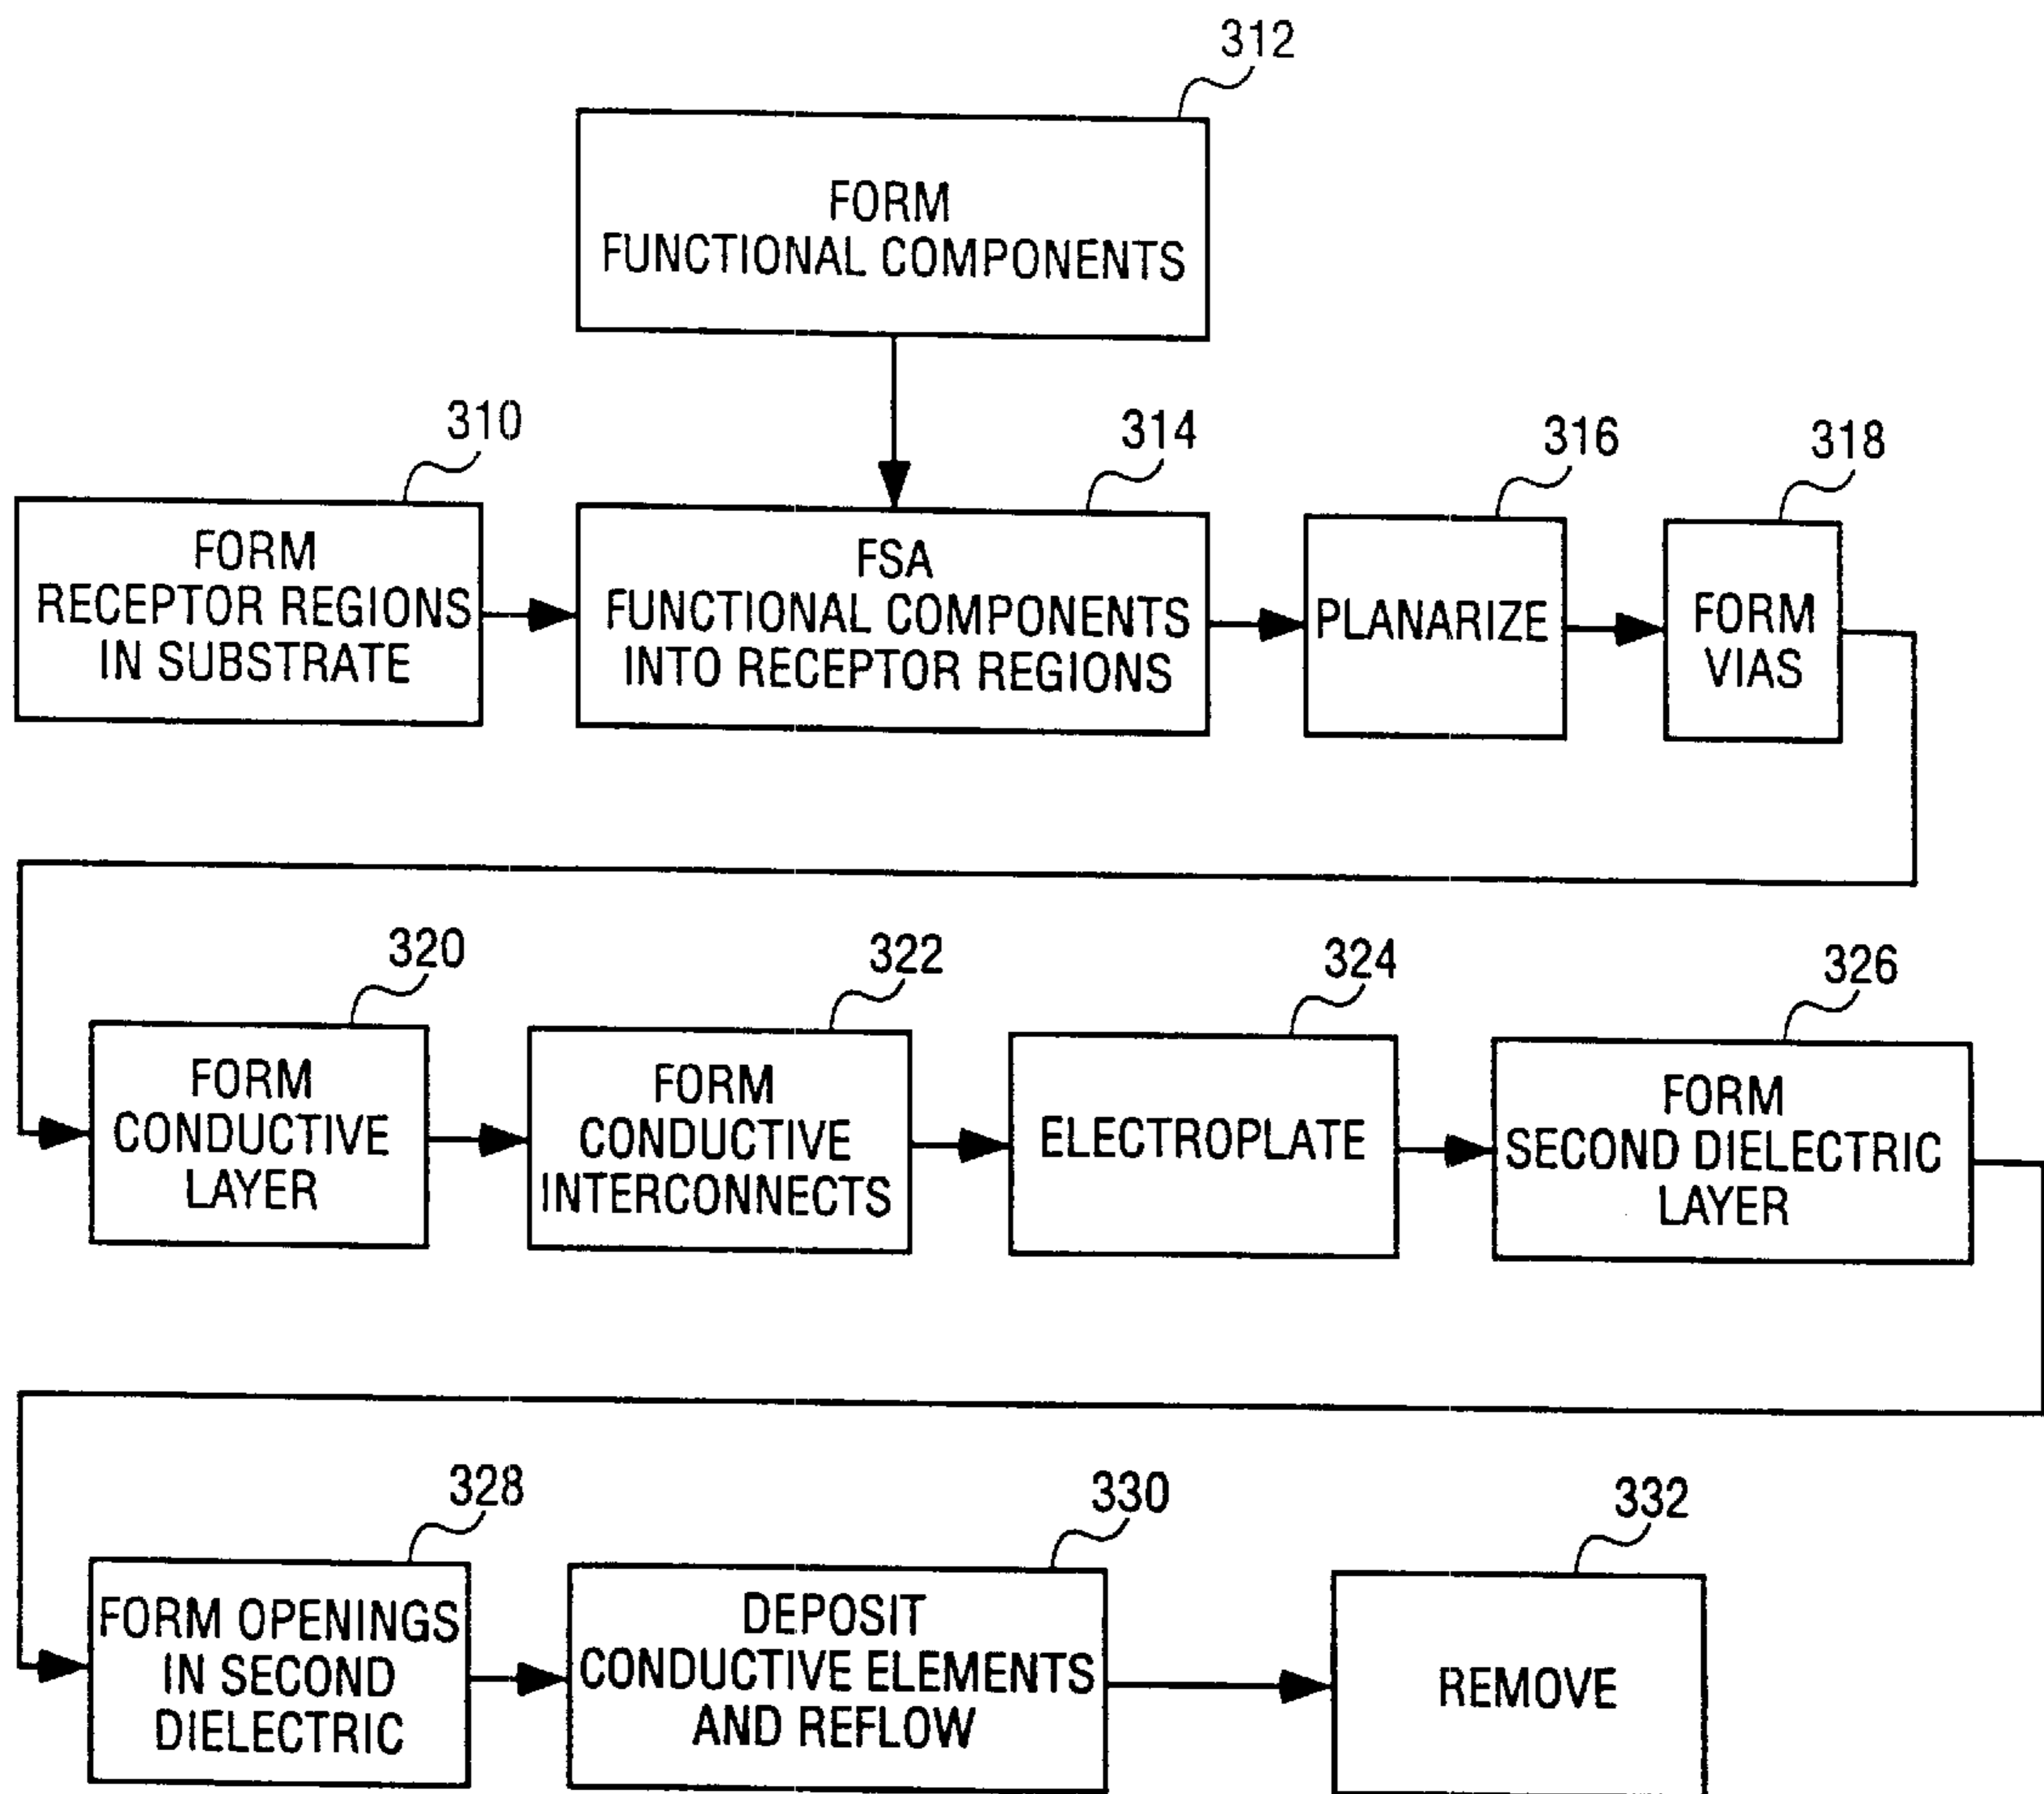 312
FORM
FUNCTIONAL COMPONENTS
310
FORM
RECEPTOR REGIONS
IN SUBSTRATE
314
FSA
FUNCTIONAL COMPONENTS
INTO RECEPTOR REGIONS
316
PLANARIZE
318
FORM
VIAS
320
FORM
CONDUCTIVE
LAYER
322
FORM
CONDUCTIVE
INTERCONNECTS
324
ELECTROPLATE
326
FORM
SECOND DIELECTRIC
LAYER
328
FORM OPENINGS
IN SECOND
DIELECTRIC
330
DEPOSIT
CONDUCTIVE ELEMENTS
AND REFLOW
332
REMOVE